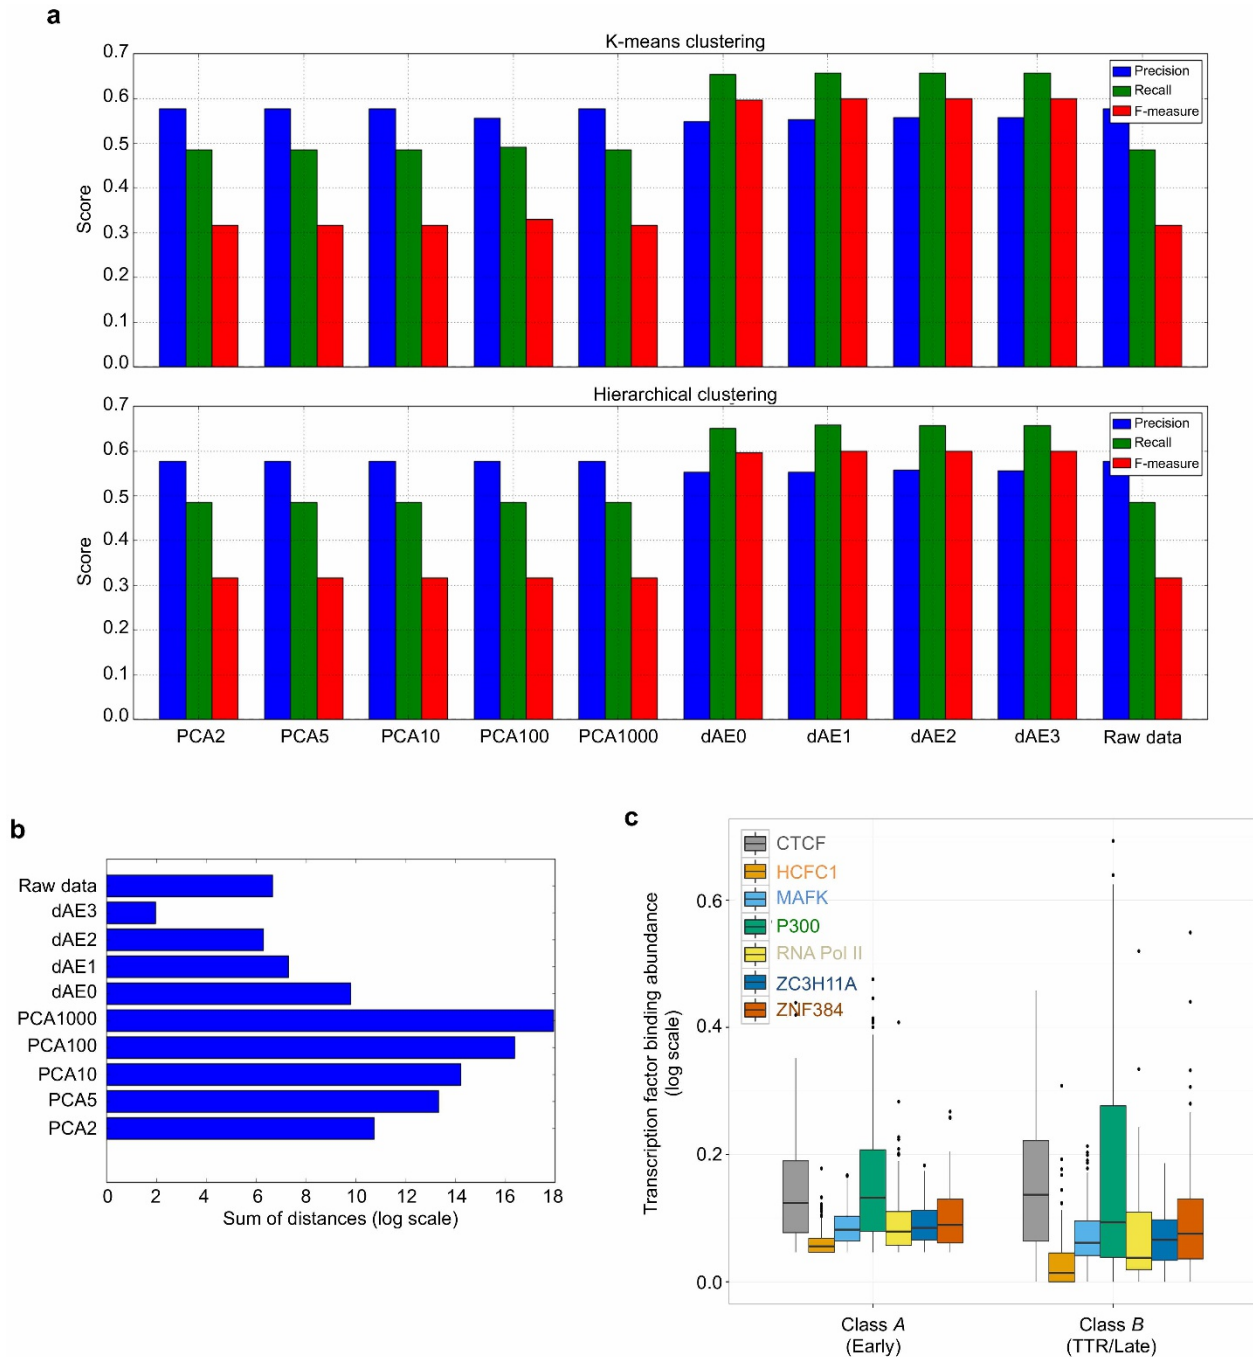 a
K-means clustering
0.7
0.6
0.5
0.4
0.3
0.2
0.1
0.0
Score
Precision
Recall
F-measure
Hierarchical clustering
0.7
0.6
0.5
0.4
0.3
0.2
0.1
0.0
Score
Precision
Recall
F-measure
PCA2 PCA5 PCA10 PCA100 PCA1000 dAE0 dAE1 dAE2 dAE3 Raw data
b
Raw data
dAE3
dAE2
dAE1
dAE0
PCA1000
PCA100
PCA10
PCA5
PCA2
0 2 4 6 8 10 12 14 16 18
Sum of distances (log scale)
c
CTCF
HCFC1
MAFK
P300
RNA Pol II
ZC3H11A
ZNF384
Transcription factor binding abundance
(log scale)
0.6
0.4
0.2
0.0
Class A
(Early)
Class B
(TTR/Late)